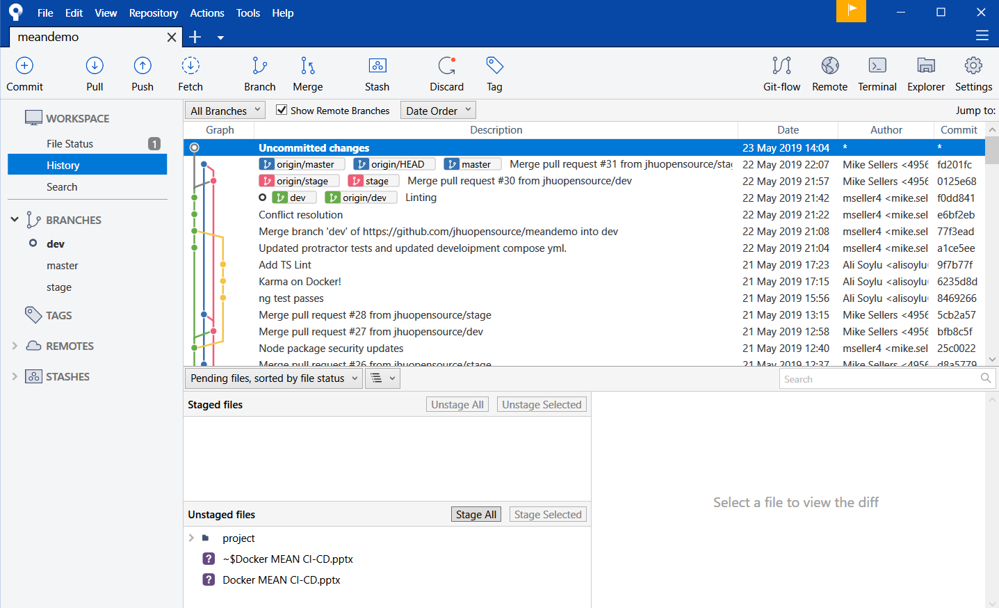 File Edit View Repository Actions Tools Help
meandemo
Commit Pull Push Fetch Branch Merge Stash Discard Tag Git-flow Remote Terminal Explorer Settings
WORKSPACE
File Status 1
History
Search
BRANCHES
dev
master
stage
TAGS
REMOTES
STASHES
All Branches Show Remote Branches Date Order Jump to:
Graph Description Date Author Commit
Uncommitted changes 23 May 2019 14:04 * *
origin/master origin/HEAD master Merge pull request #31 from jhuopensource/stag 22 May 2019 22:07 Mike Sellers <4956 fd201fc
origin/stage stage Merge pull request #30 from jhuopensource/dev 22 May 2019 21:57 Mike Sellers <4956 0125e68
dev origin/dev Linting 22 May 2019 21:42 mseller4 <mike.sel f0dd841
Conflict resolution 22 May 2019 21:22 mseller4 <mike.sel e6bf2eb
Merge branch 'dev' of https://github.com/jhuopensource/meandemo into dev 22 May 2019 21:08 mseller4 <mike.sel 77f3ead
Updated protractor tests and updated develoipment compose yml. 22 May 2019 21:04 mseller4 <mike.sel a1ce5ee
Add TS Lint 21 May 2019 17:23 Ali Soylu <alisoylu 9f7b77f
Karma on Docker! 21 May 2019 17:15 Ali Soylu <alisoylu 6235d8d
ng test passes 21 May 2019 15:56 Ali Soylu <alisoylu 8469266
Merge pull request #28 from jhuopensource/stage 21 May 2019 13:15 Mike Sellers <4956 5cb2a57
Merge pull request #27 from jhuopensource/dev 21 May 2019 12:58 Mike Sellers <4956 bfb8c5f
Node package security updates 21 May 2019 12:40 mseller4 <mike.sel 25c0022
Merge pull request #26 from jhuopensource/stage 21 May 2019 12:37 Mike Sellers <4956 d8a5779
Pending files, sorted by file status Search
Staged files Unstage All Unstage Selected
Select a file to view the diff
Unstaged files Stage All Stage Selected
project
? ~$Docker MEAN CI-CD.pptx
? Docker MEAN CI-CD.pptx